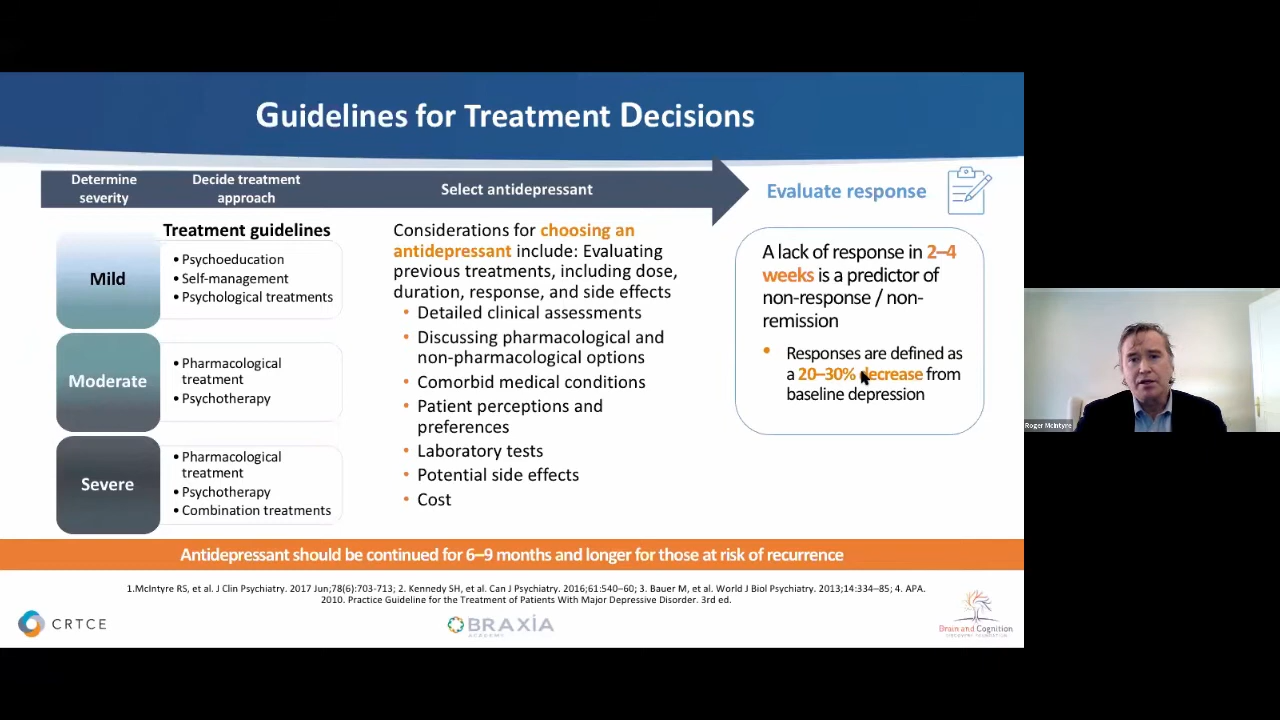 Guidelines for Treatment Decisions
Determine
severity
Decide treatment
approach
Select antidepressant
Evaluate response
Treatment guidelines
Mild
• Psychoeducation
• Self-management
• Psychological treatments
Moderate
• Pharmacological
treatment
• Psychotherapy
Severe
• Pharmacological
treatment
• Psychotherapy
• Combination treatments
Considerations for choosing an
antidepressant include: Evaluating
previous treatments, including dose,
duration, response, and side effects
• Detailed clinical assessments
• Discussing pharmacological and
non-pharmacological options
• Comorbid medical conditions
• Patient perceptions and
preferences
• Laboratory tests
• Potential side effects
• Cost
A lack of response in 2–4
weeks is a predictor of
non-response / non-
remission
• Responses are defined as
a 20–30% decrease from
baseline depression
Antidepressant should be continued for 6–9 months and longer for those at risk of recurrence
1.McIntyre RS, et al. J Clin Psychiatry. 2017 Jun;78(6):703-713; 2. Kennedy SH, et al. Can J Psychiatry. 2016;61:540–60; 3. Bauer M, et al. World J Biol Psychiatry. 2013;14:334–85; 4. APA.
2010. Practice Guideline for the Treatment of Patients With Major Depressive Disorder. 3rd ed.
CRTCE
BRAXIA
ACADEMY
Brain and Cognition
DISCOVERY FOUNDATION
Roger McIntyre